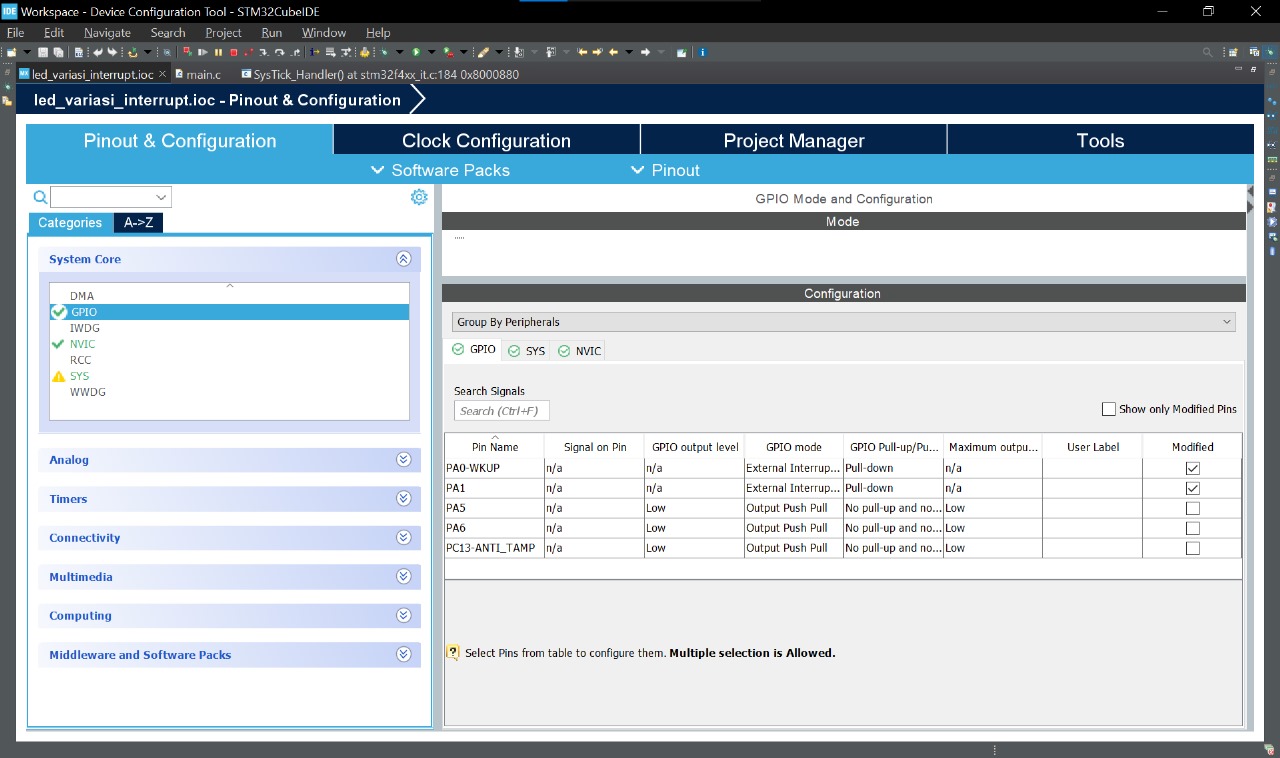 IDE Workspace - Device Configuration Tool - STM32CubeIDE
File Edit Navigate Search Project Run Window Help
MX led_variasi_interrupt.ioc main.c SysTick_Handler() at stm32f4xx_it.c:184 0x8000880
led_variasi_interrupt.ioc - Pinout & Configuration
Pinout & Configuration Clock Configuration Project Manager Tools
Software Packs Pinout
GPIO Mode and Configuration
Categories A->Z Mode
System Core
Configuration
DMA
GPIO
IWDG
NVIC
RCC
SYS
WWDG
Analog
Timers
Connectivity
Multimedia
Computing
Middleware and Software Packs
Group By Peripherals
GPIO SYS NVIC
Search Signals
Search (Ctrl+F) Show only Modified Pins
Pin Name Signal on Pin GPIO output level GPIO mode GPIO Pull-up/Pu... Maximum outpu... User Label Modified
PA0-WKUP n/a n/a External Interrup... Pull-down n/a
PA1 n/a n/a External Interrup... Pull-down n/a
PA5 n/a Low Output Push Pull No pull-up and no... Low
PA6 n/a Low Output Push Pull No pull-up and no... Low
PC13-ANTI_TAMP n/a Low Output Push Pull No pull-up and no... Low
Select Pins from table to configure them. Multiple selection is Allowed.